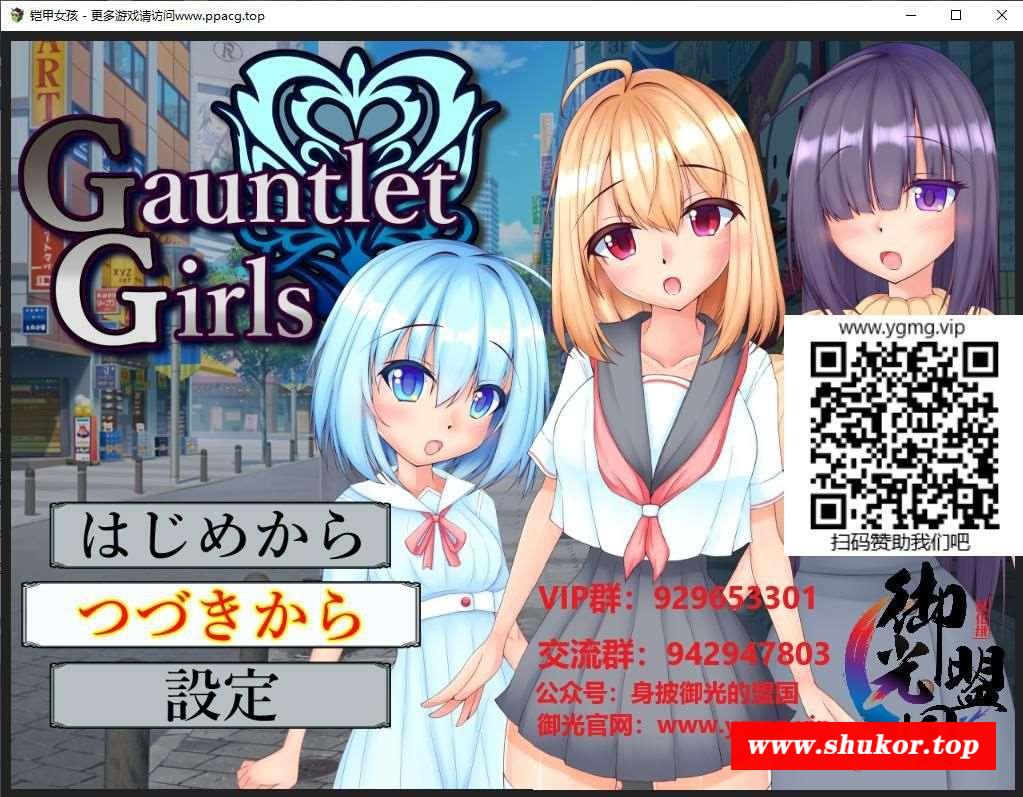 铠甲女孩 - 更多游戏请访问www.ppacg.top
ART
Gauntlet
Girls
XYZ
www.ygmg.vip
扫码赞助我们吧
はじめから
つづきから
設定
VIP群：929653301
交流群：942947803
公众号：身披御光的盟国
御光官网：www.y
御光盟
www.shukor.top